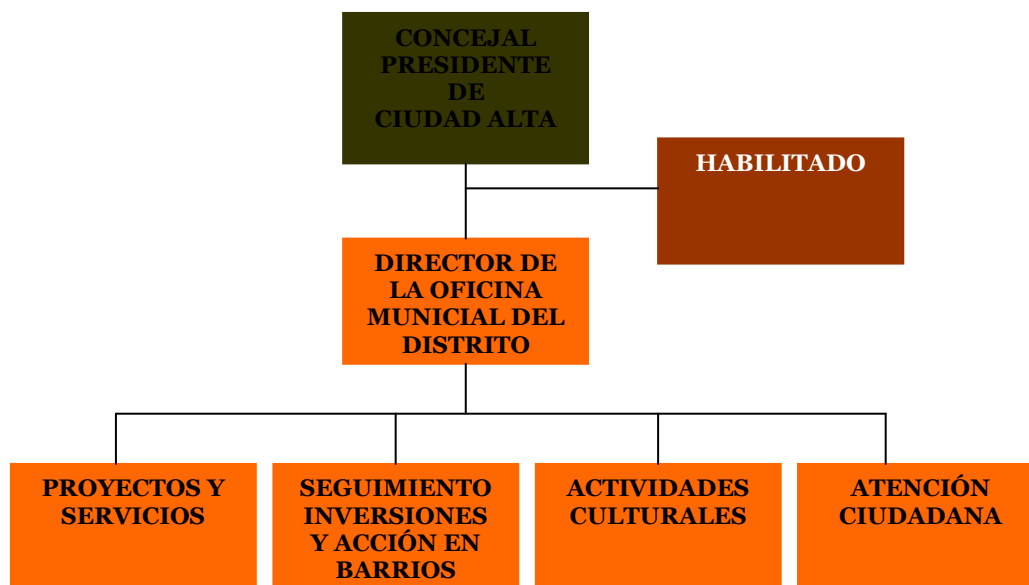 CONCEJAL
PRESIDENTE
DE
CIUDAD ALTA
HABILITADO
DIRECTOR DE
LA OFICINA
MUNICIAL DEL
DISTRITO
PROYECTOS Y
SERVICIOS
SEGUIMIENTO
INVERSIONES
Y ACCIÓN EN
BARRIOS
ACTIVIDADES
CULTURALES
ATENCIÓN
CIUDADANA